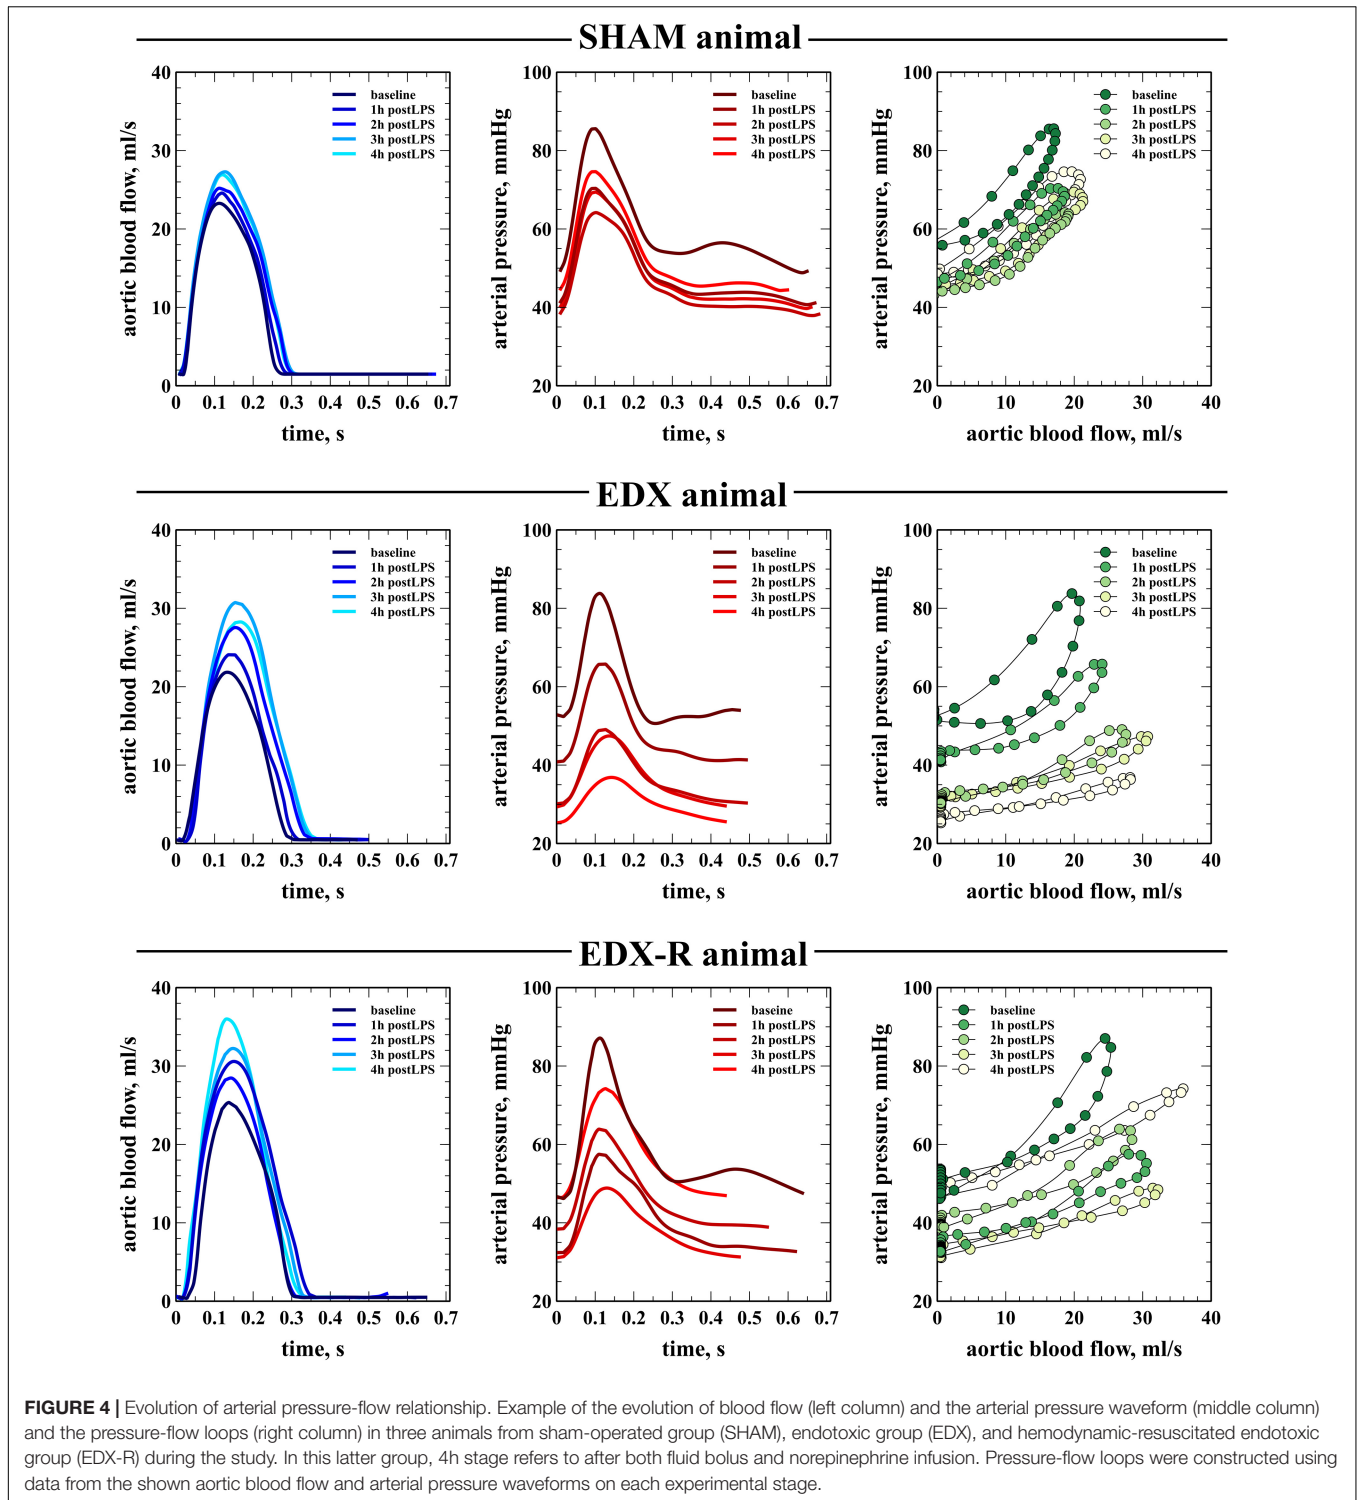 SHAM animal
40
30
20
10
0
0 0.1 0.2 0.3 0.4 0.5 0.6 0.7
aortic blood flow, ml/s
time, s
baseline
1h postLPS
2h postLPS
3h postLPS
4h postLPS
100
80
60
40
20
0 0.1 0.2 0.3 0.4 0.5 0.6 0.7
arterial pressure, mmHg
time, s
baseline
1h postLPS
2h postLPS
3h postLPS
4h postLPS
100
80
60
40
20
0 10 20 30 40
arterial pressure, mmHg
aortic blood flow, ml/s
baseline
1h postLPS
2h postLPS
3h postLPS
4h postLPS
EDX animal
40
30
20
10
0
0 0.1 0.2 0.3 0.4 0.5 0.6 0.7
aortic blood flow, ml/s
time, s
baseline
1h postLPS
2h postLPS
3h postLPS
4h postLPS
100
80
60
40
20
0 0.1 0.2 0.3 0.4 0.5 0.6 0.7
arterial pressure, mmHg
time, s
baseline
1h postLPS
2h postLPS
3h postLPS
4h postLPS
100
80
60
40
20
0 10 20 30 40
arterial pressure, mmHg
aortic blood flow, ml/s
baseline
1h postLPS
2h postLPS
3h postLPS
4h postLPS
EDX-R animal
40
30
20
10
0
0 0.1 0.2 0.3 0.4 0.5 0.6 0.7
aortic blood flow, ml/s
time, s
baseline
1h postLPS
2h postLPS
3h postLPS
4h postLPS
100
80
60
40
20
0 0.1 0.2 0.3 0.4 0.5 0.6 0.7
arterial pressure, mmHg
time, s
baseine
1h postLPS
2h postLPS
3h postLPS
4h postLPS
100
80
60
40
20
0 10 20 30 40
arterial pressure, mmHg
aortic blood flow, ml/s
baseline
1h postLPS
2h postLPS
3h postLPS
4h postLPS
FIGURE 4 | Evolution of arterial pressure-flow relationship. Example of the evolution of blood flow (left column) and the arterial pressure waveform (middle column)
and the pressure-flow loops (right column) in three animals from sham-operated group (SHAM), endotoxic group (EDX), and hemodynamic-resuscitated endotoxic
group (EDX-R) during the study. In this latter group, 4h stage refers to after both fluid bolus and norepinephrine infusion. Pressure-flow loops were constructed using
data from the shown aortic blood flow and arterial pressure waveforms on each experimental stage.